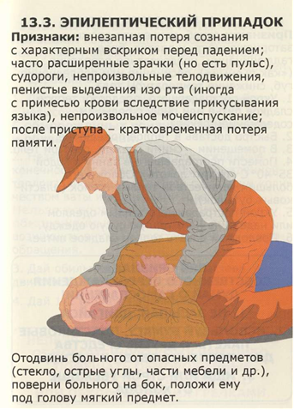 13.3. ЭПИЛЕПТИЧЕСКИЙ ПРИПАДОК
Признаки: внезапная потеря сознания
с характерным вскриком перед падением;
часто расширенные зрачки (но есть пульс),
судороги, непроизвольные телодвижения,
пенистые выделения изо рта (иногда
с примесью крови вследствие прикусывания
языка), непроизвольное мочеиспускание;
после приступа – кратковременная потеря
памяти.
Отодвинь больного от опасных предметов
(стекло, острые углы, части мебели и др.),
поверни больного на бок, положи ему
под голову мягкий предмет.